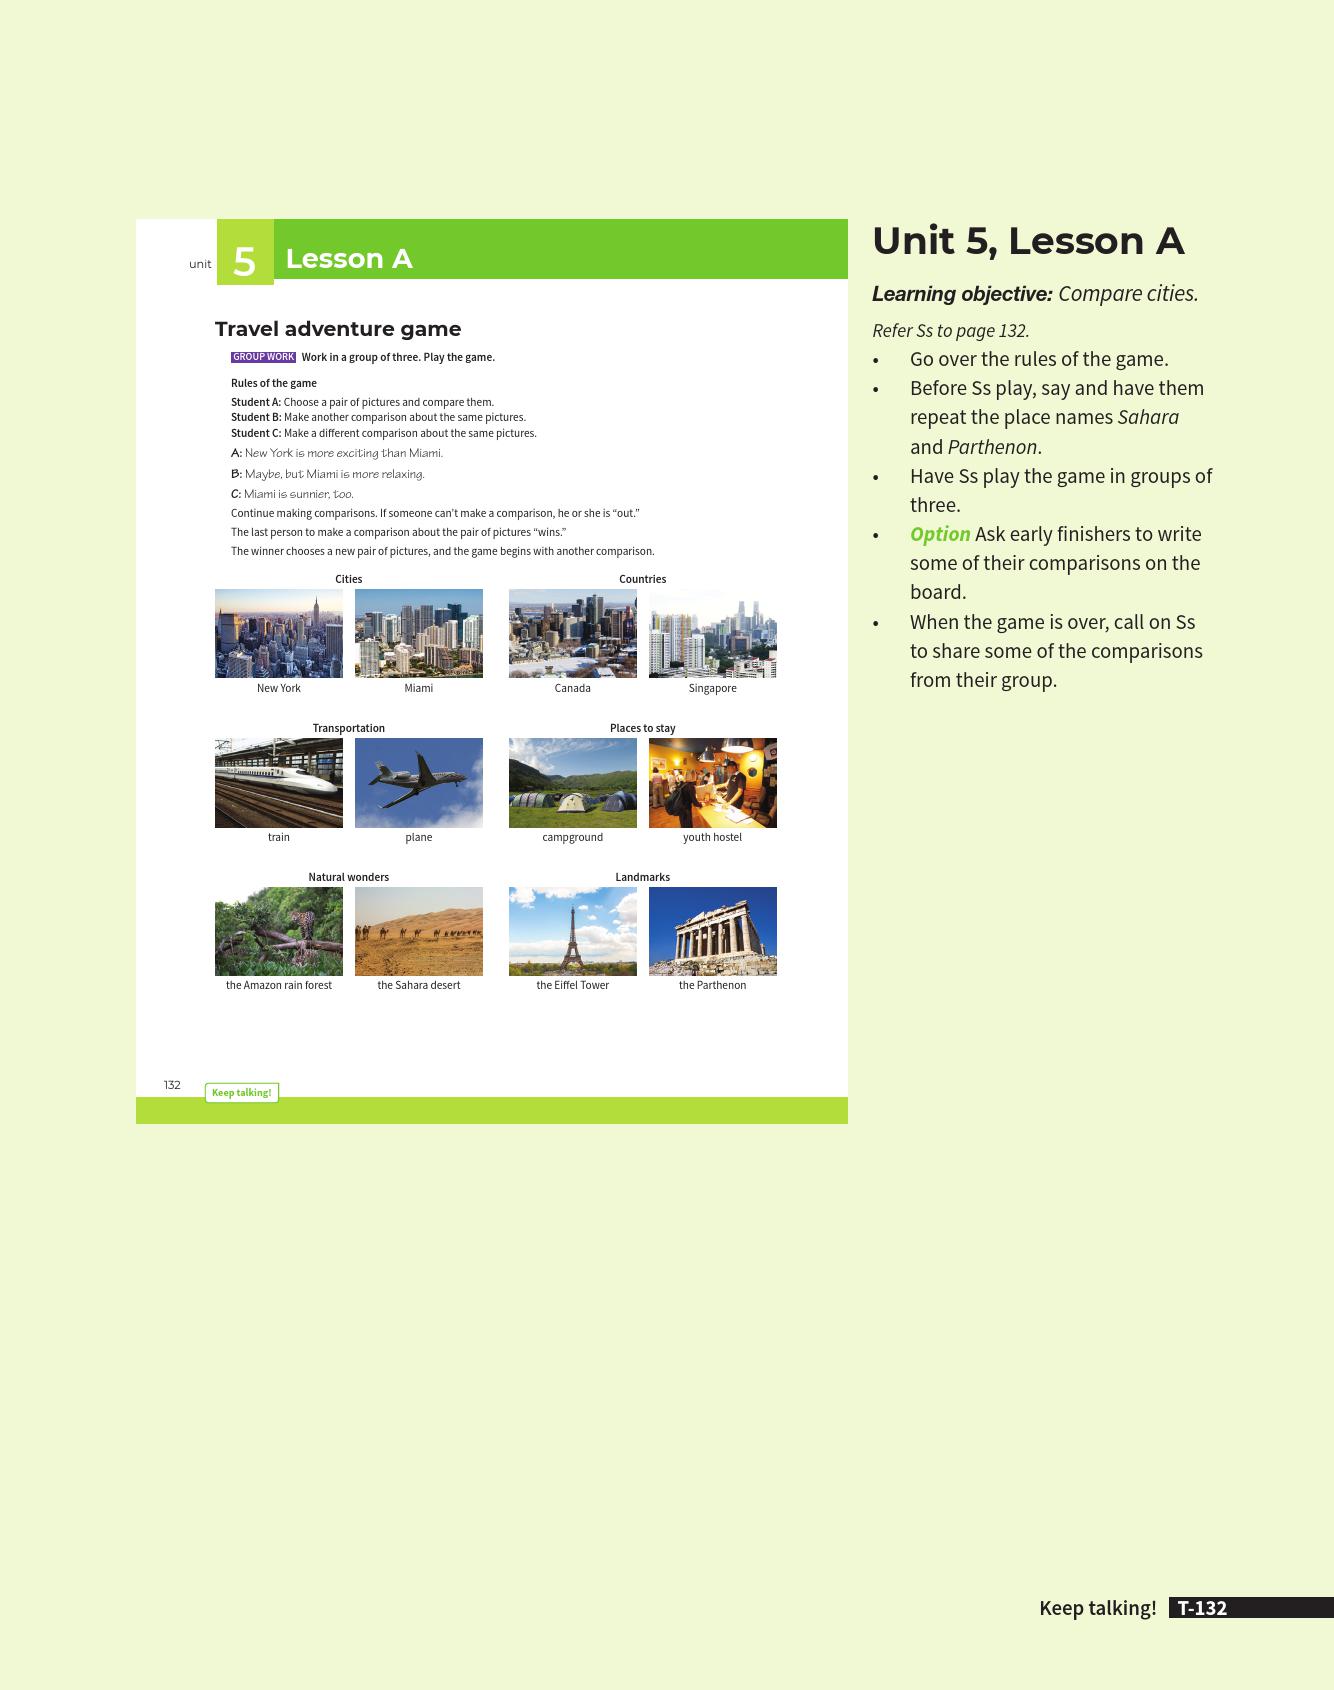 unit 5 Lesson A
Travel adventure game
GROUP WORK Work in a group of three. Play the game.
Rules of the game
Student A: Choose a pair of pictures and compare them.
Student B: Make another comparison about the same pictures.
Student C: Make a different comparison about the same pictures.
A: New York is more exciting than Miami.
B: Maybe, but Miami is more relaxing.
C: Miami is sunnier, too.
Continue making comparisons. If someone can’t make a comparison, he or she is “out.”
The last person to make a comparison about the pair of pictures “wins.”
The winner chooses a new pair of pictures, and the game begins with another comparison.
Cities
Countries
New York
Miami
Canada
Singapore
Transportation
Places to stay
train
plane
campground
youth hostel
Natural wonders
Landmarks
the Amazon rain forest
the Sahara desert
the Eiffel Tower
the Parthenon
132
Keep talking!
Unit 5, Lesson A
Learning objective: Compare cities.
Refer Ss to page 132.
• Go over the rules of the game.
• Before Ss play, say and have them
repeat the place names Sahara
and Parthenon.
• Have Ss play the game in groups of
three.
• Option Ask early finishers to write
some of their comparisons on the
board.
• When the game is over, call on Ss
to share some of the comparisons
from their group.
Keep talking! T-132